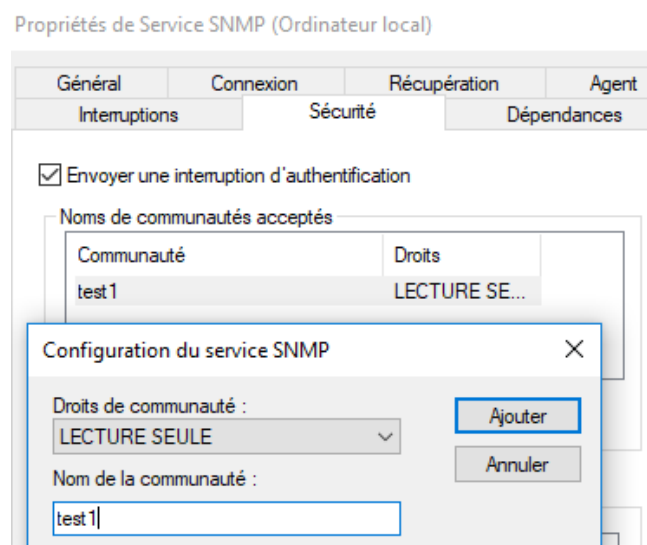 Propriétés de Service SNMP (Ordinateur local)
Général Connexion Récupération Agent
Interruptions Sécurité Dépendances
Envoyer une interruption d'authentification
Noms de communautés acceptés
Communauté Droits
test1 LECTURE SE...
Configuration du service SNMP
Droits de communauté :
LECTURE SEULE
Ajouter
Annuler
Nom de la communauté :
test1